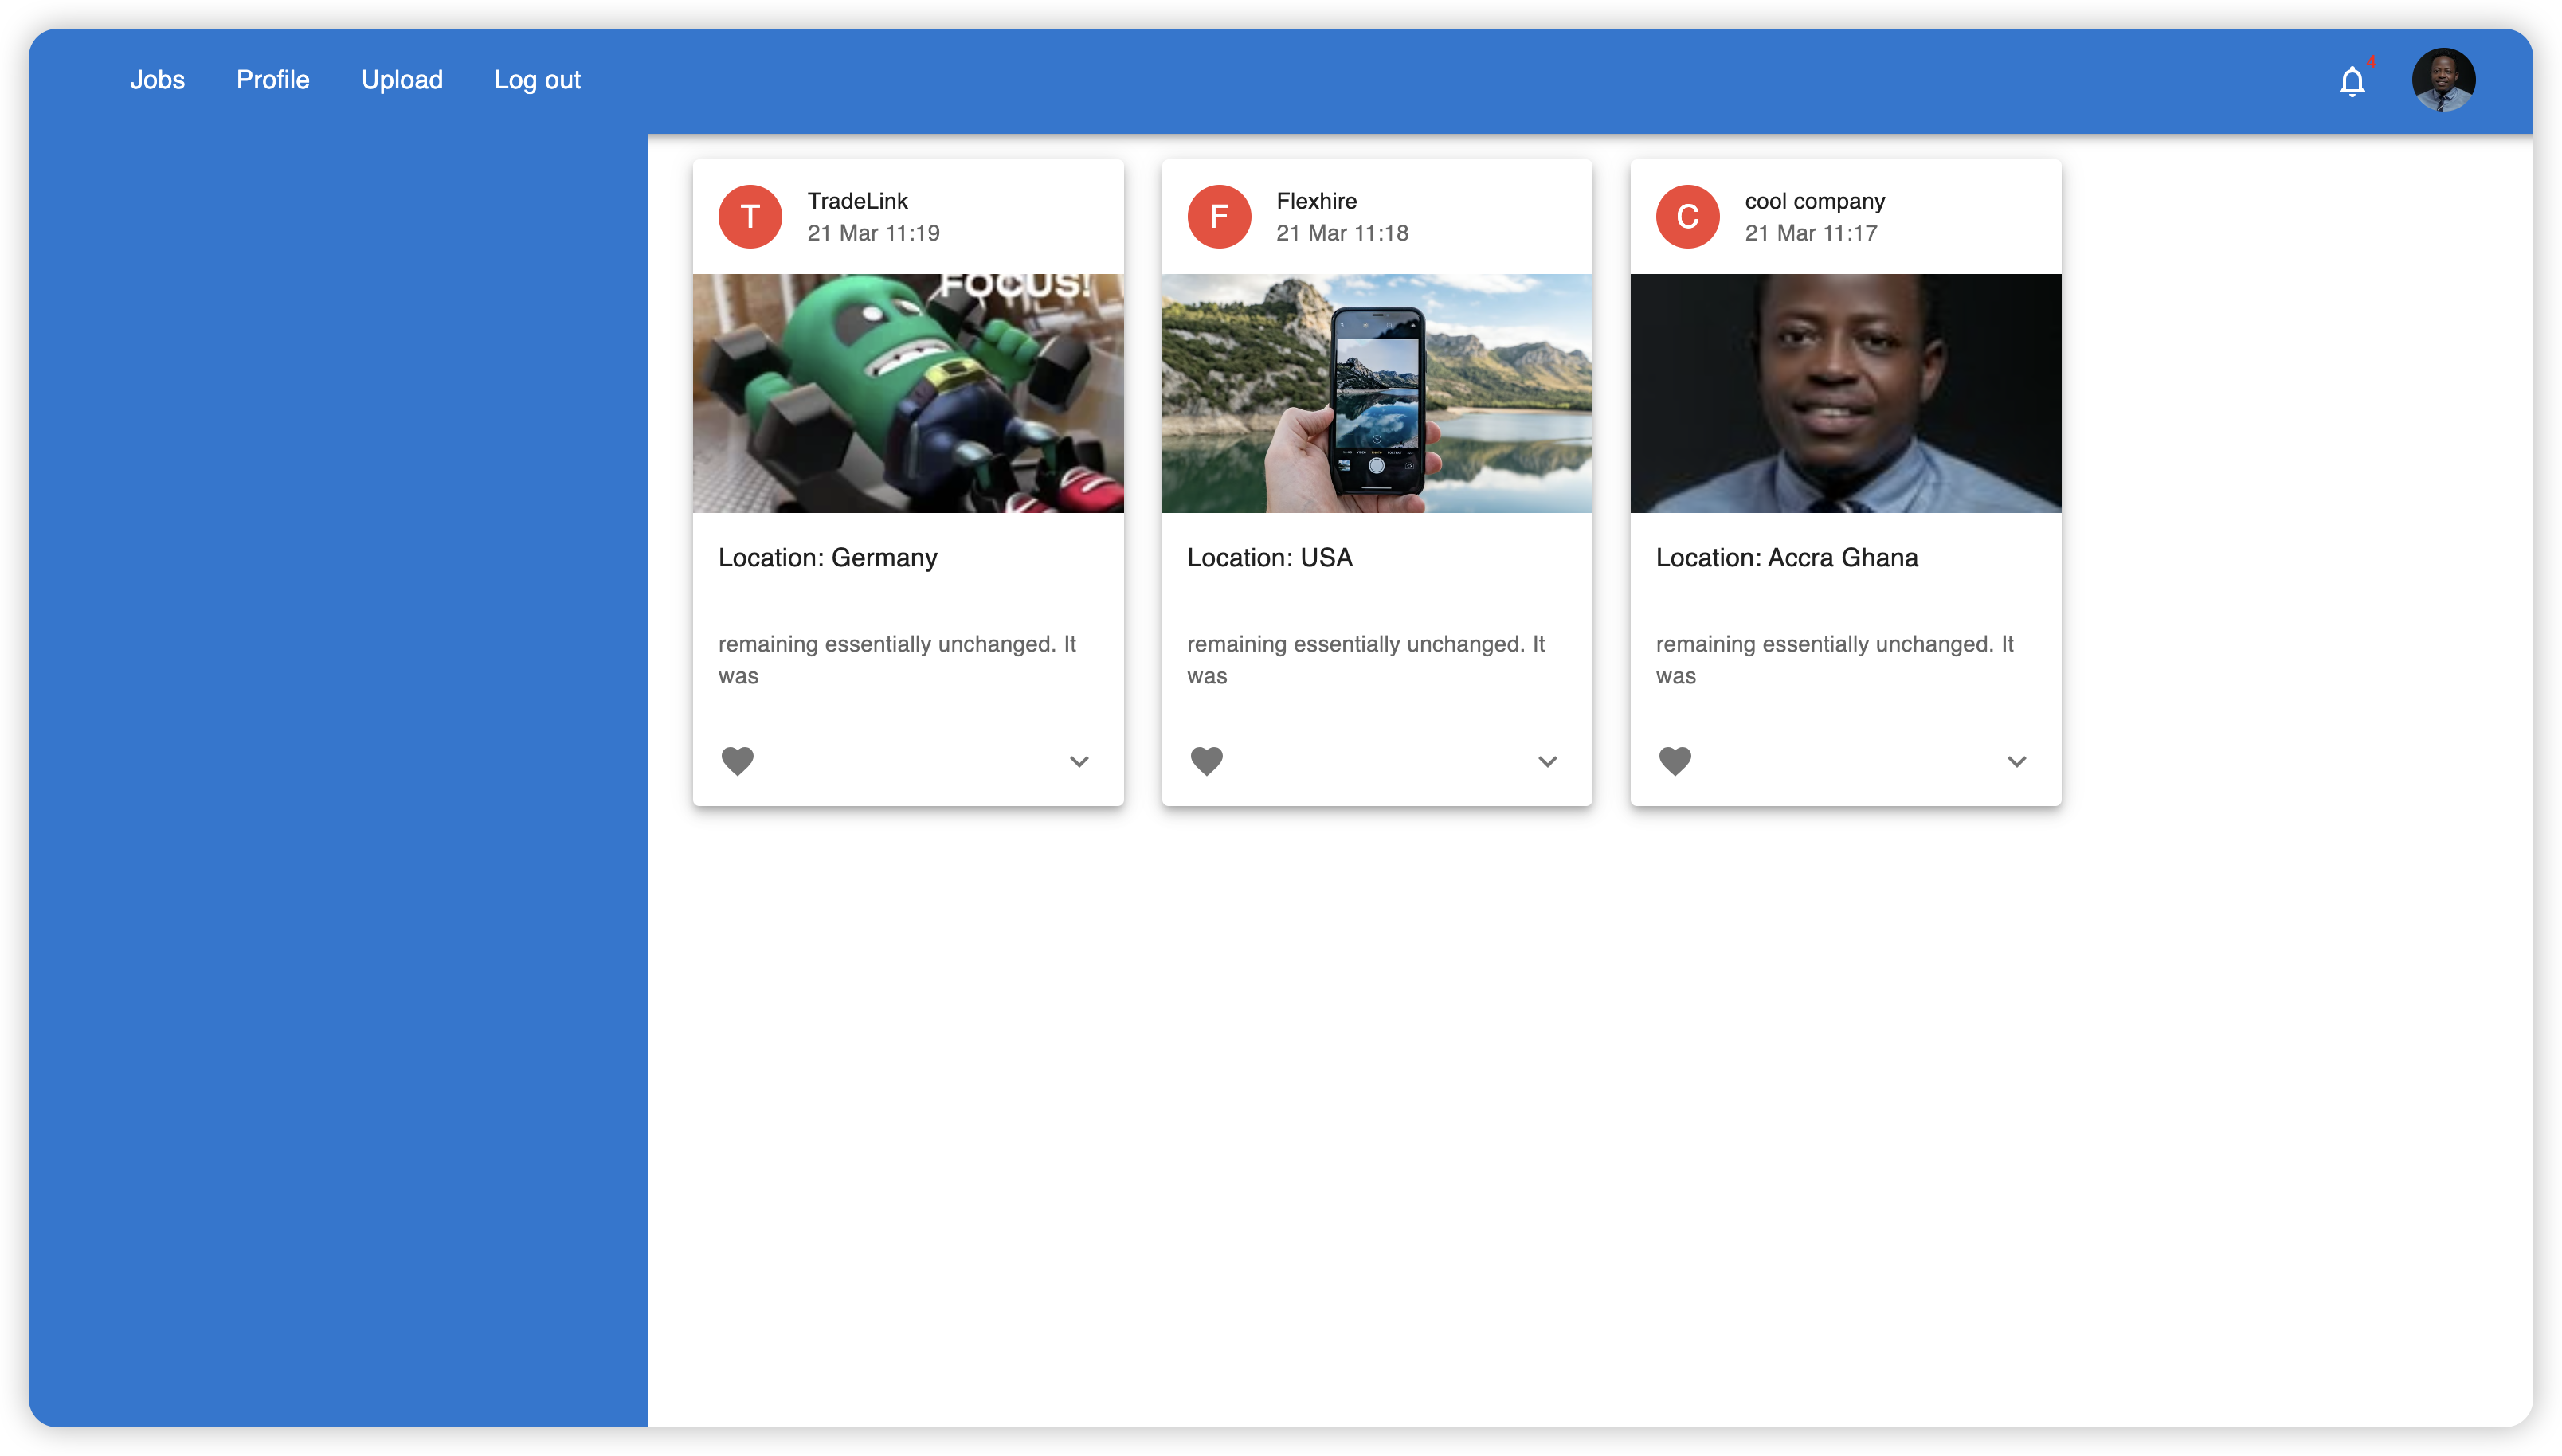 Jobs Profile Upload Log out 4
T TradeLink
21 Mar 11:19
FOCUS!
Location: Germany
remaining essentially unchanged. It
was
F Flexhire
21 Mar 11:18
Location: USA
remaining essentially unchanged. It
was
C cool company
21 Mar 11:17
Location: Accra Ghana
remaining essentially unchanged. It
was